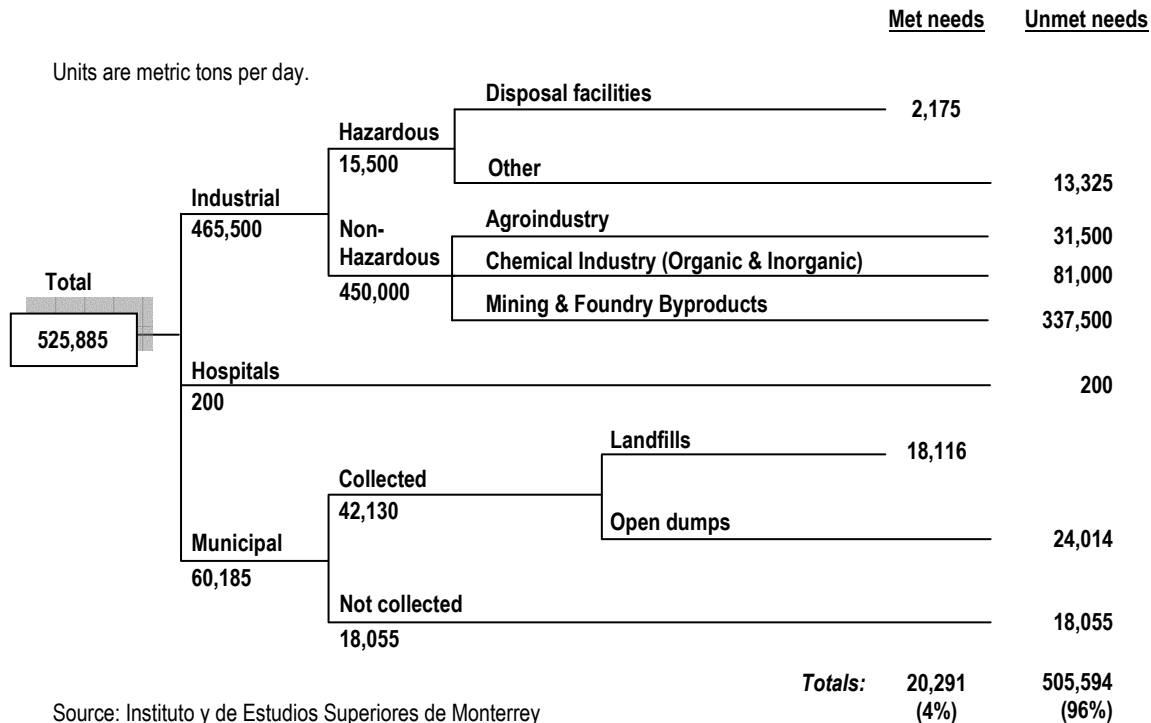 Met needs Unmet needs
Units are metric tons per day.
Disposal facilities
2,175
Hazardous
15,500
Other
13,325
Industrial
465,500
Agroindustry
31,500
Non-
Hazardous
450,000
Chemical Industry (Organic & Inorganic)
81,000
Mining & Foundry Byproducts
337,500
Total
525,885
Hospitals
200
200
Landfills
18,116
Collected
42,130
Open dumps
24,014
Municipal
60,185
Not collected
18,055
18,055
Totals: 20,291 505,594
(4%) (96%)
Source: Instituto y de Estudios Superiores de Monterrey